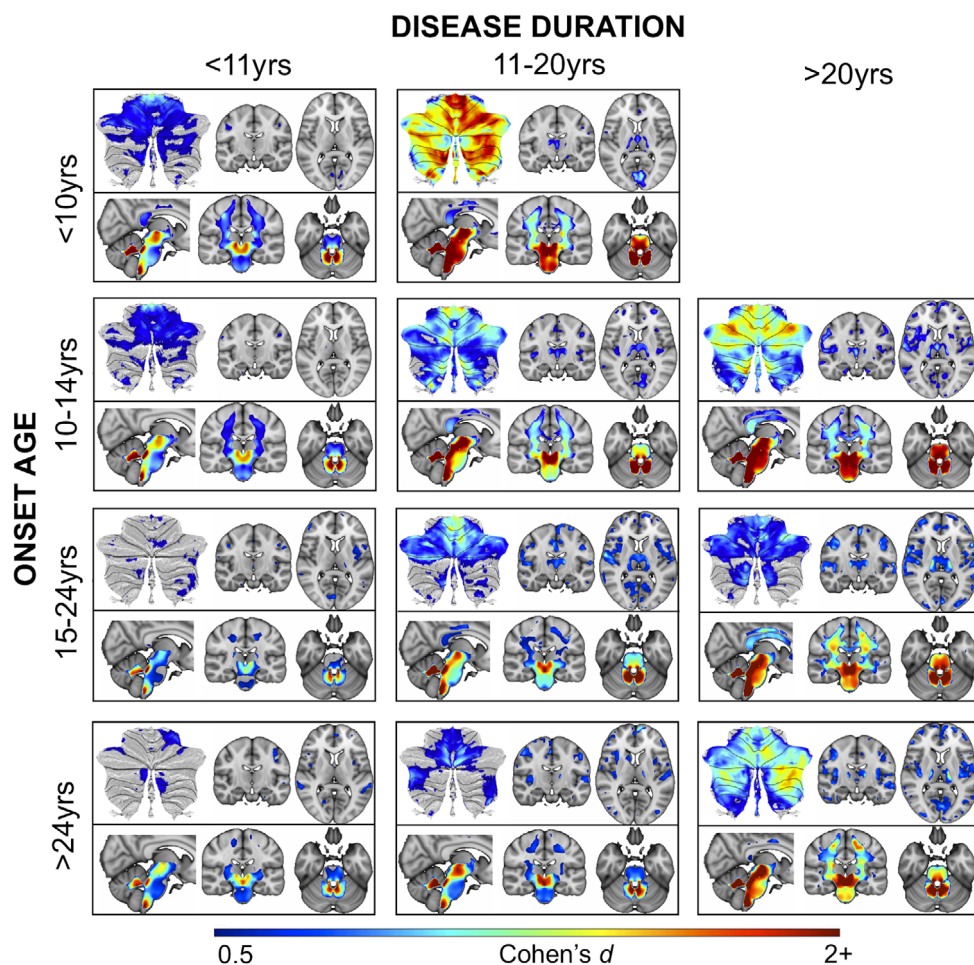 DISEASE DURATION
<11yrs
11-20yrs
>20yrs
ONSET AGE
<10yrs
10-14yrs
15-24yrs
>24yrs
0.5
Cohen's d
2+